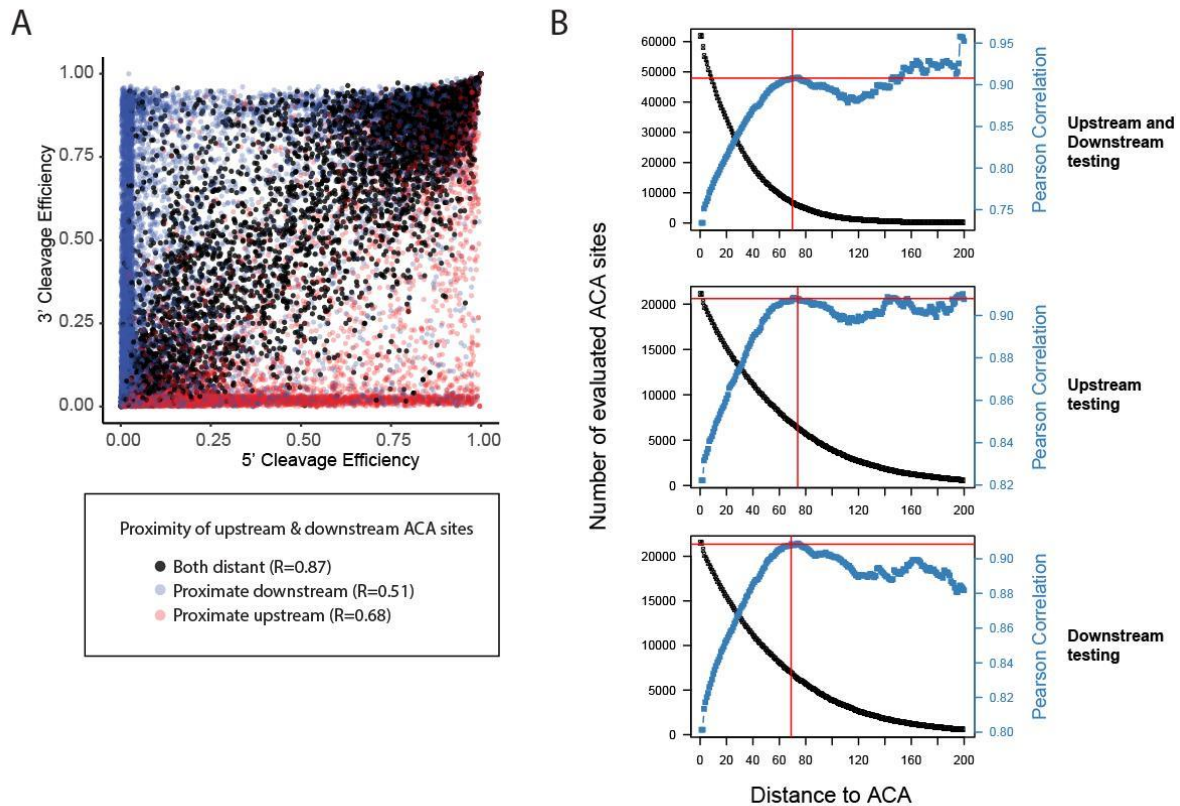 A
3' Cleavage Efficiency
1.00
0.75
0.50
0.25
0.00
0.00 0.25 0.50 0.75 1.00
5' Cleavage Efficiency
Proximity of upstream & downstream ACA sites
Both distant (R=0.87)
Proximate downstream (R=0.51)
Proximate upstream (R=0.68)
B
Number of evaluated ACA sites
60000
50000
40000
30000
20000
10000
0
0 20 40 60 80 120 160 200
0.95
0.90
0.85
0.80
0.75
Pearson Correlation
Upstream and
Downstream
testing
20000
15000
10000
5000
0
0 20 40 60 80 120 160 200
0.90
0.88
0.86
0.84
0.82
Pearson Correlation
Upstream
testing
20000
15000
10000
5000
0
0 20 40 60 80 120 160 200
0.90
0.88
0.86
0.84
0.82
0.80
Pearson Correlation
Downstream
testing
Distance to ACA